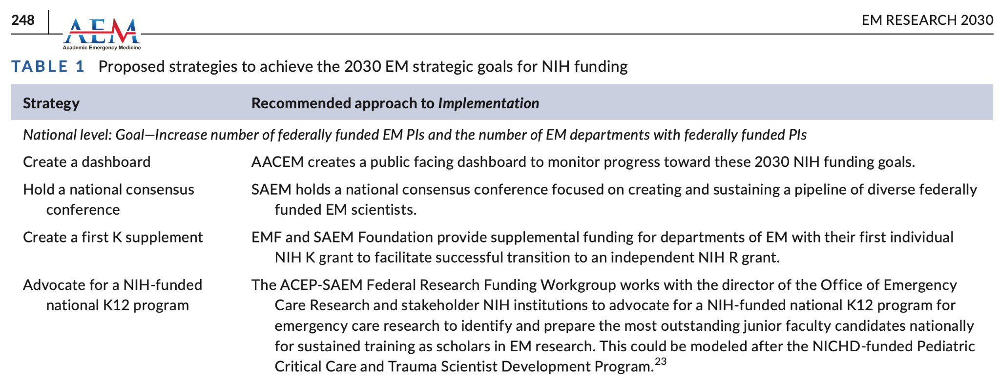 248
AEM
Academic Emergency Medicine
EM RESEARCH 2030
TABLE 1 Proposed strategies to achieve the 2030 EM strategic goals for NIH funding
Strategy Recommended approach to Implementation
National level: Goal—Increase number of federally funded EM PIs and the number of EM departments with federally funded PIs
Create a dashboard AACEM creates a public facing dashboard to monitor progress toward these 2030 NIH funding goals.
Hold a national consensus
conference
SAEM holds a national consensus conference focused on creating and sustaining a pipeline of diverse federally
funded EM scientists.
Create a first K supplement
EMF and SAEM Foundation provide supplemental funding for departments of EM with their first individual
NIH K grant to facilitate successful transition to an independent NIH R grant.
Advocate for a NIH-funded
national K12 program
The ACEP-SAEM Federal Research Funding Workgroup works with the director of the Office of Emergency
Care Research and stakeholder NIH institutions to advocate for a NIH-funded national K12 program for
emergency care research to identify and prepare the most outstanding junior faculty candidates nationally
for sustained training as scholars in EM research. This could be modeled after the NICHD-funded Pediatric
Critical Care and Trauma Scientist Development Program.23